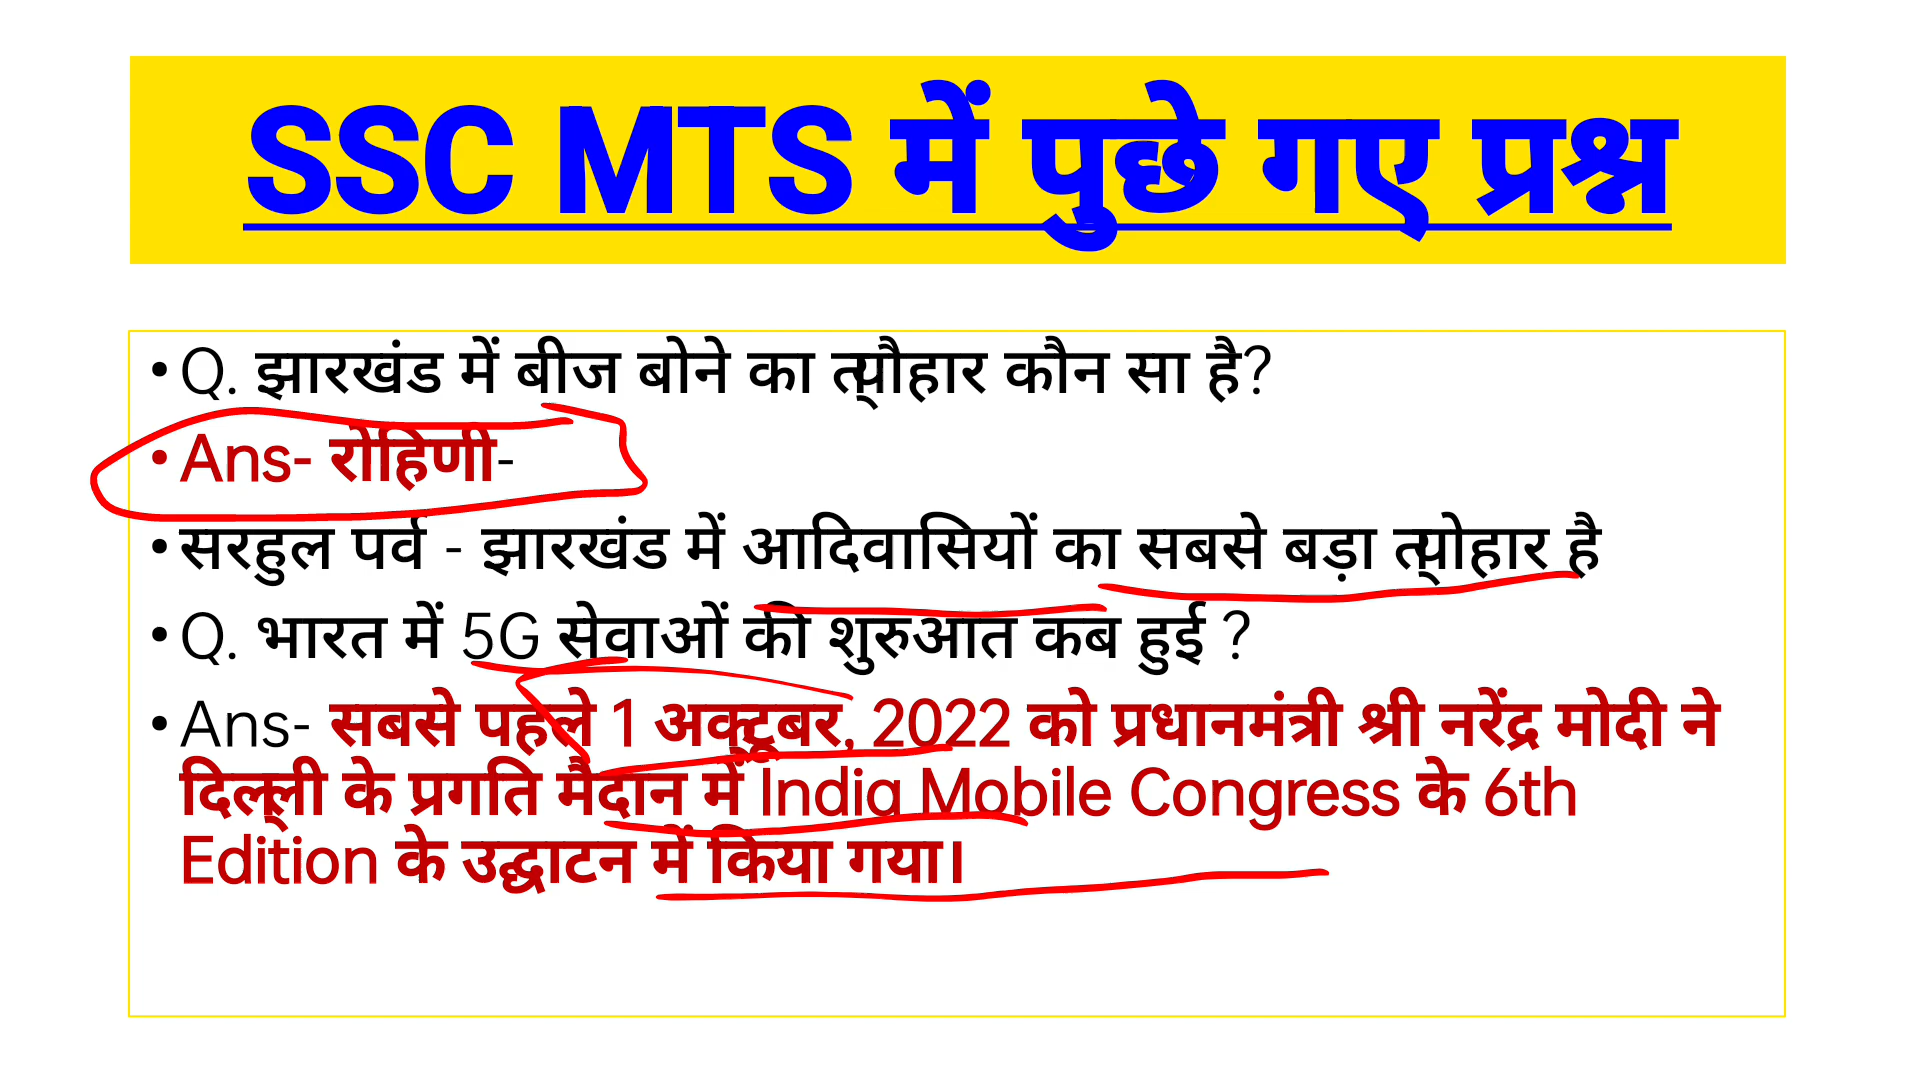 SSC MTS में पुछे गए प्रश्न
• Q. झारखंड में बीज बोने का त्यौहार कौन सा है?
• Ans- रोहिणी-
• सरहुल पर्व - झारखंड में आदिवासियों का सबसे बड़ा त्योहार है
• Q. भारत में 5G सेवाओं की शुरुआत कब हुई ?
• Ans- सबसे पहले 1 अक्टूबर, 2022 को प्रधानमंत्री श्री नरेंद्र मोदी ने
दिल्ली के प्रगति मैदान में India Mobile Congress के 6th
Edition के उद्घाटन में किया गया।